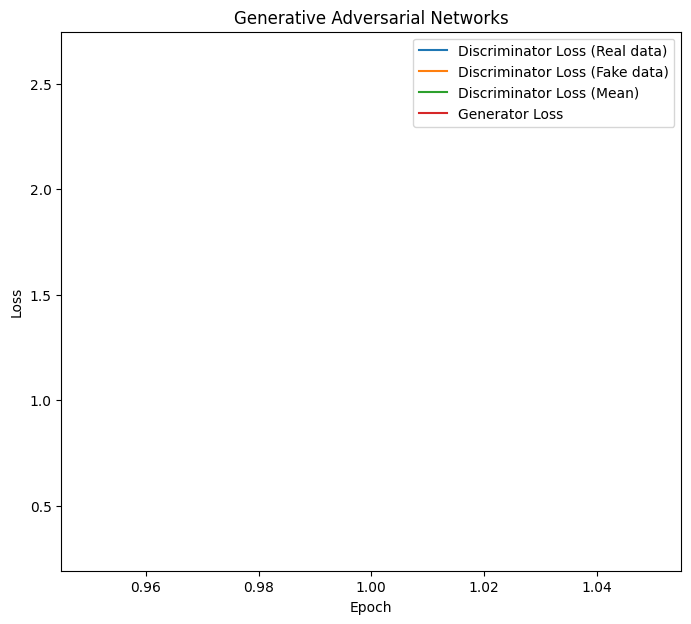 Generative Adversarial Networks
Discriminator Loss (Real data)
Discriminator Loss (Fake data)
Discriminator Loss (Mean)
Generator Loss
2.5
2.0
1.5
1.0
0.5
Loss
0.96 0.98 1.00 1.02 1.04
Epoch